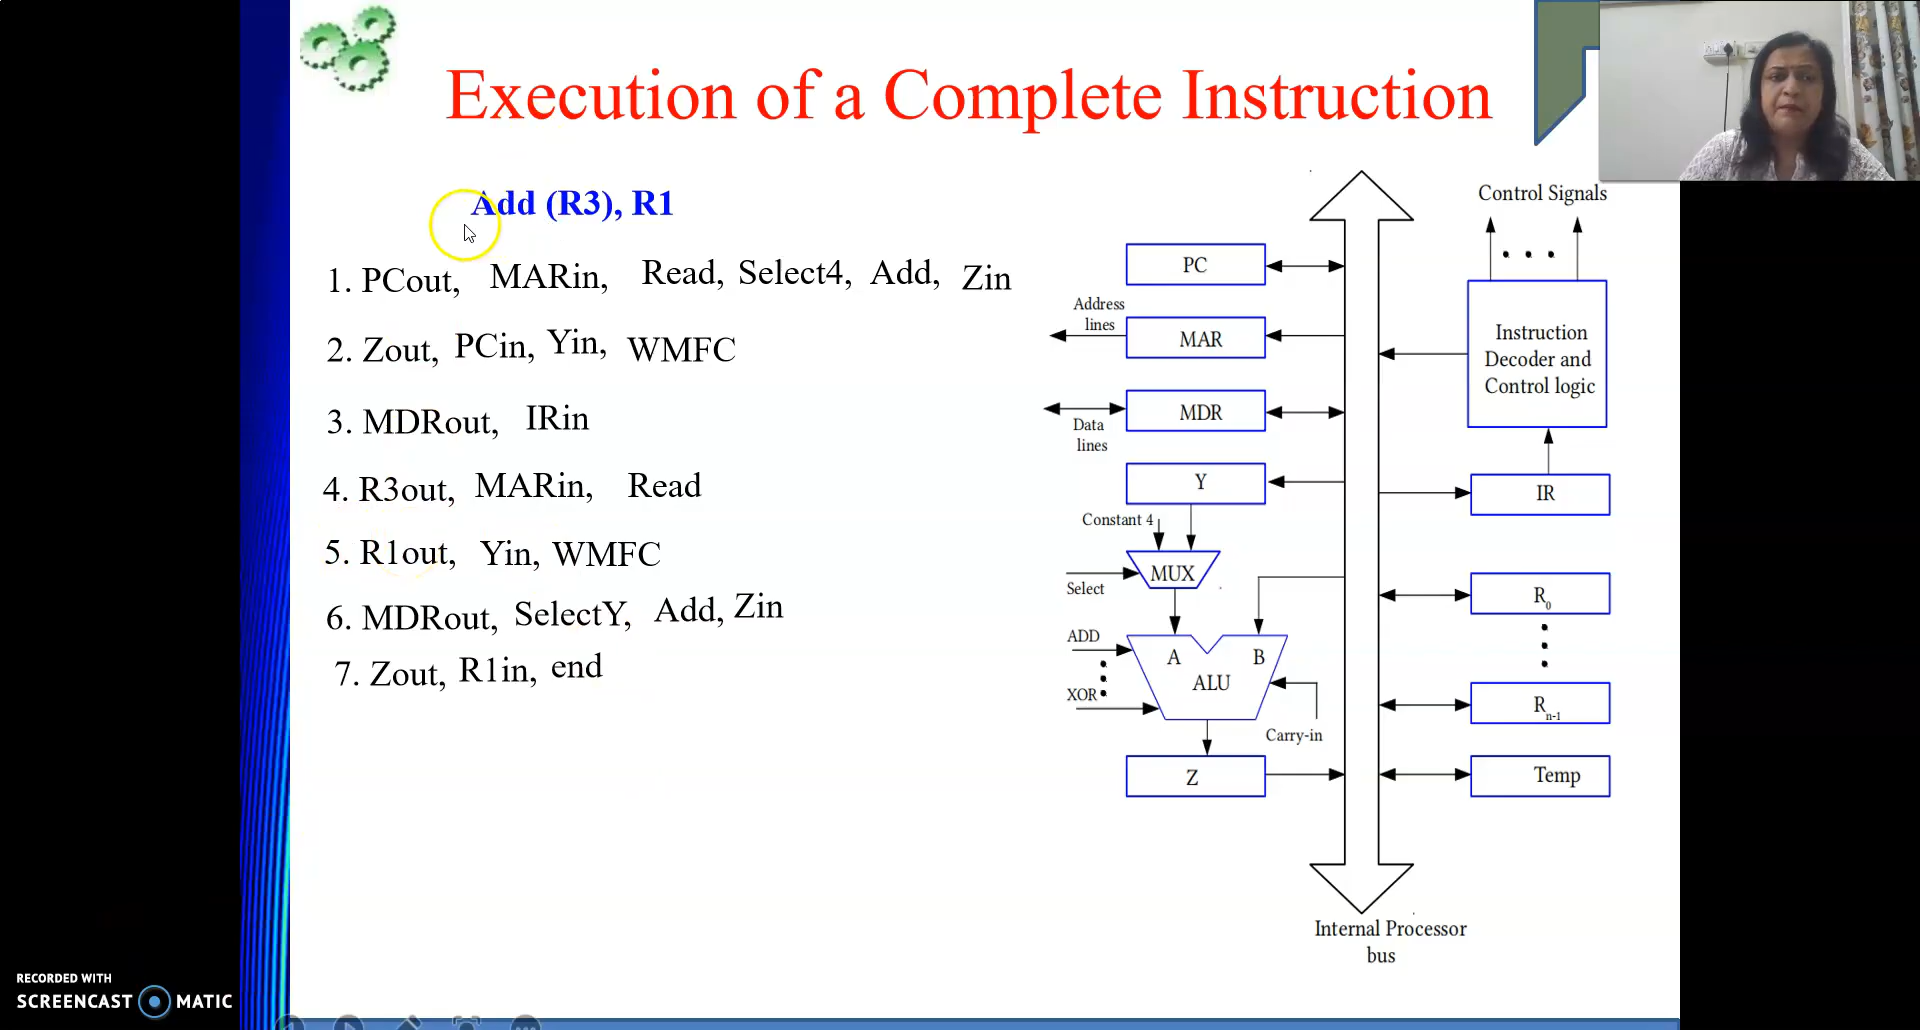 Execution of a Complete Instruction
Add (R3), R1
1. PCout, MARin, Read, Select4, Add, Zin
2. Zout, PCin, Yin, WMFC
3. MDRout, IRin
4. R3out, MARin, Read
5. R1out, Yin, WMFC
6. MDRout, SelectY, Add, Zin
7. Zout, R1in, end
Control Signals
PC
Address
lines
MAR
Instruction
Decoder and
Control logic
MDR
Data
lines
Y
IR
Constant 4
MUX
Select
R0
ADD
A B
ALU
XOR
Rn-1
Carry-in
Z
Temp
Internal Processor
bus
RECORDED WITH
SCREENCAST MATIC